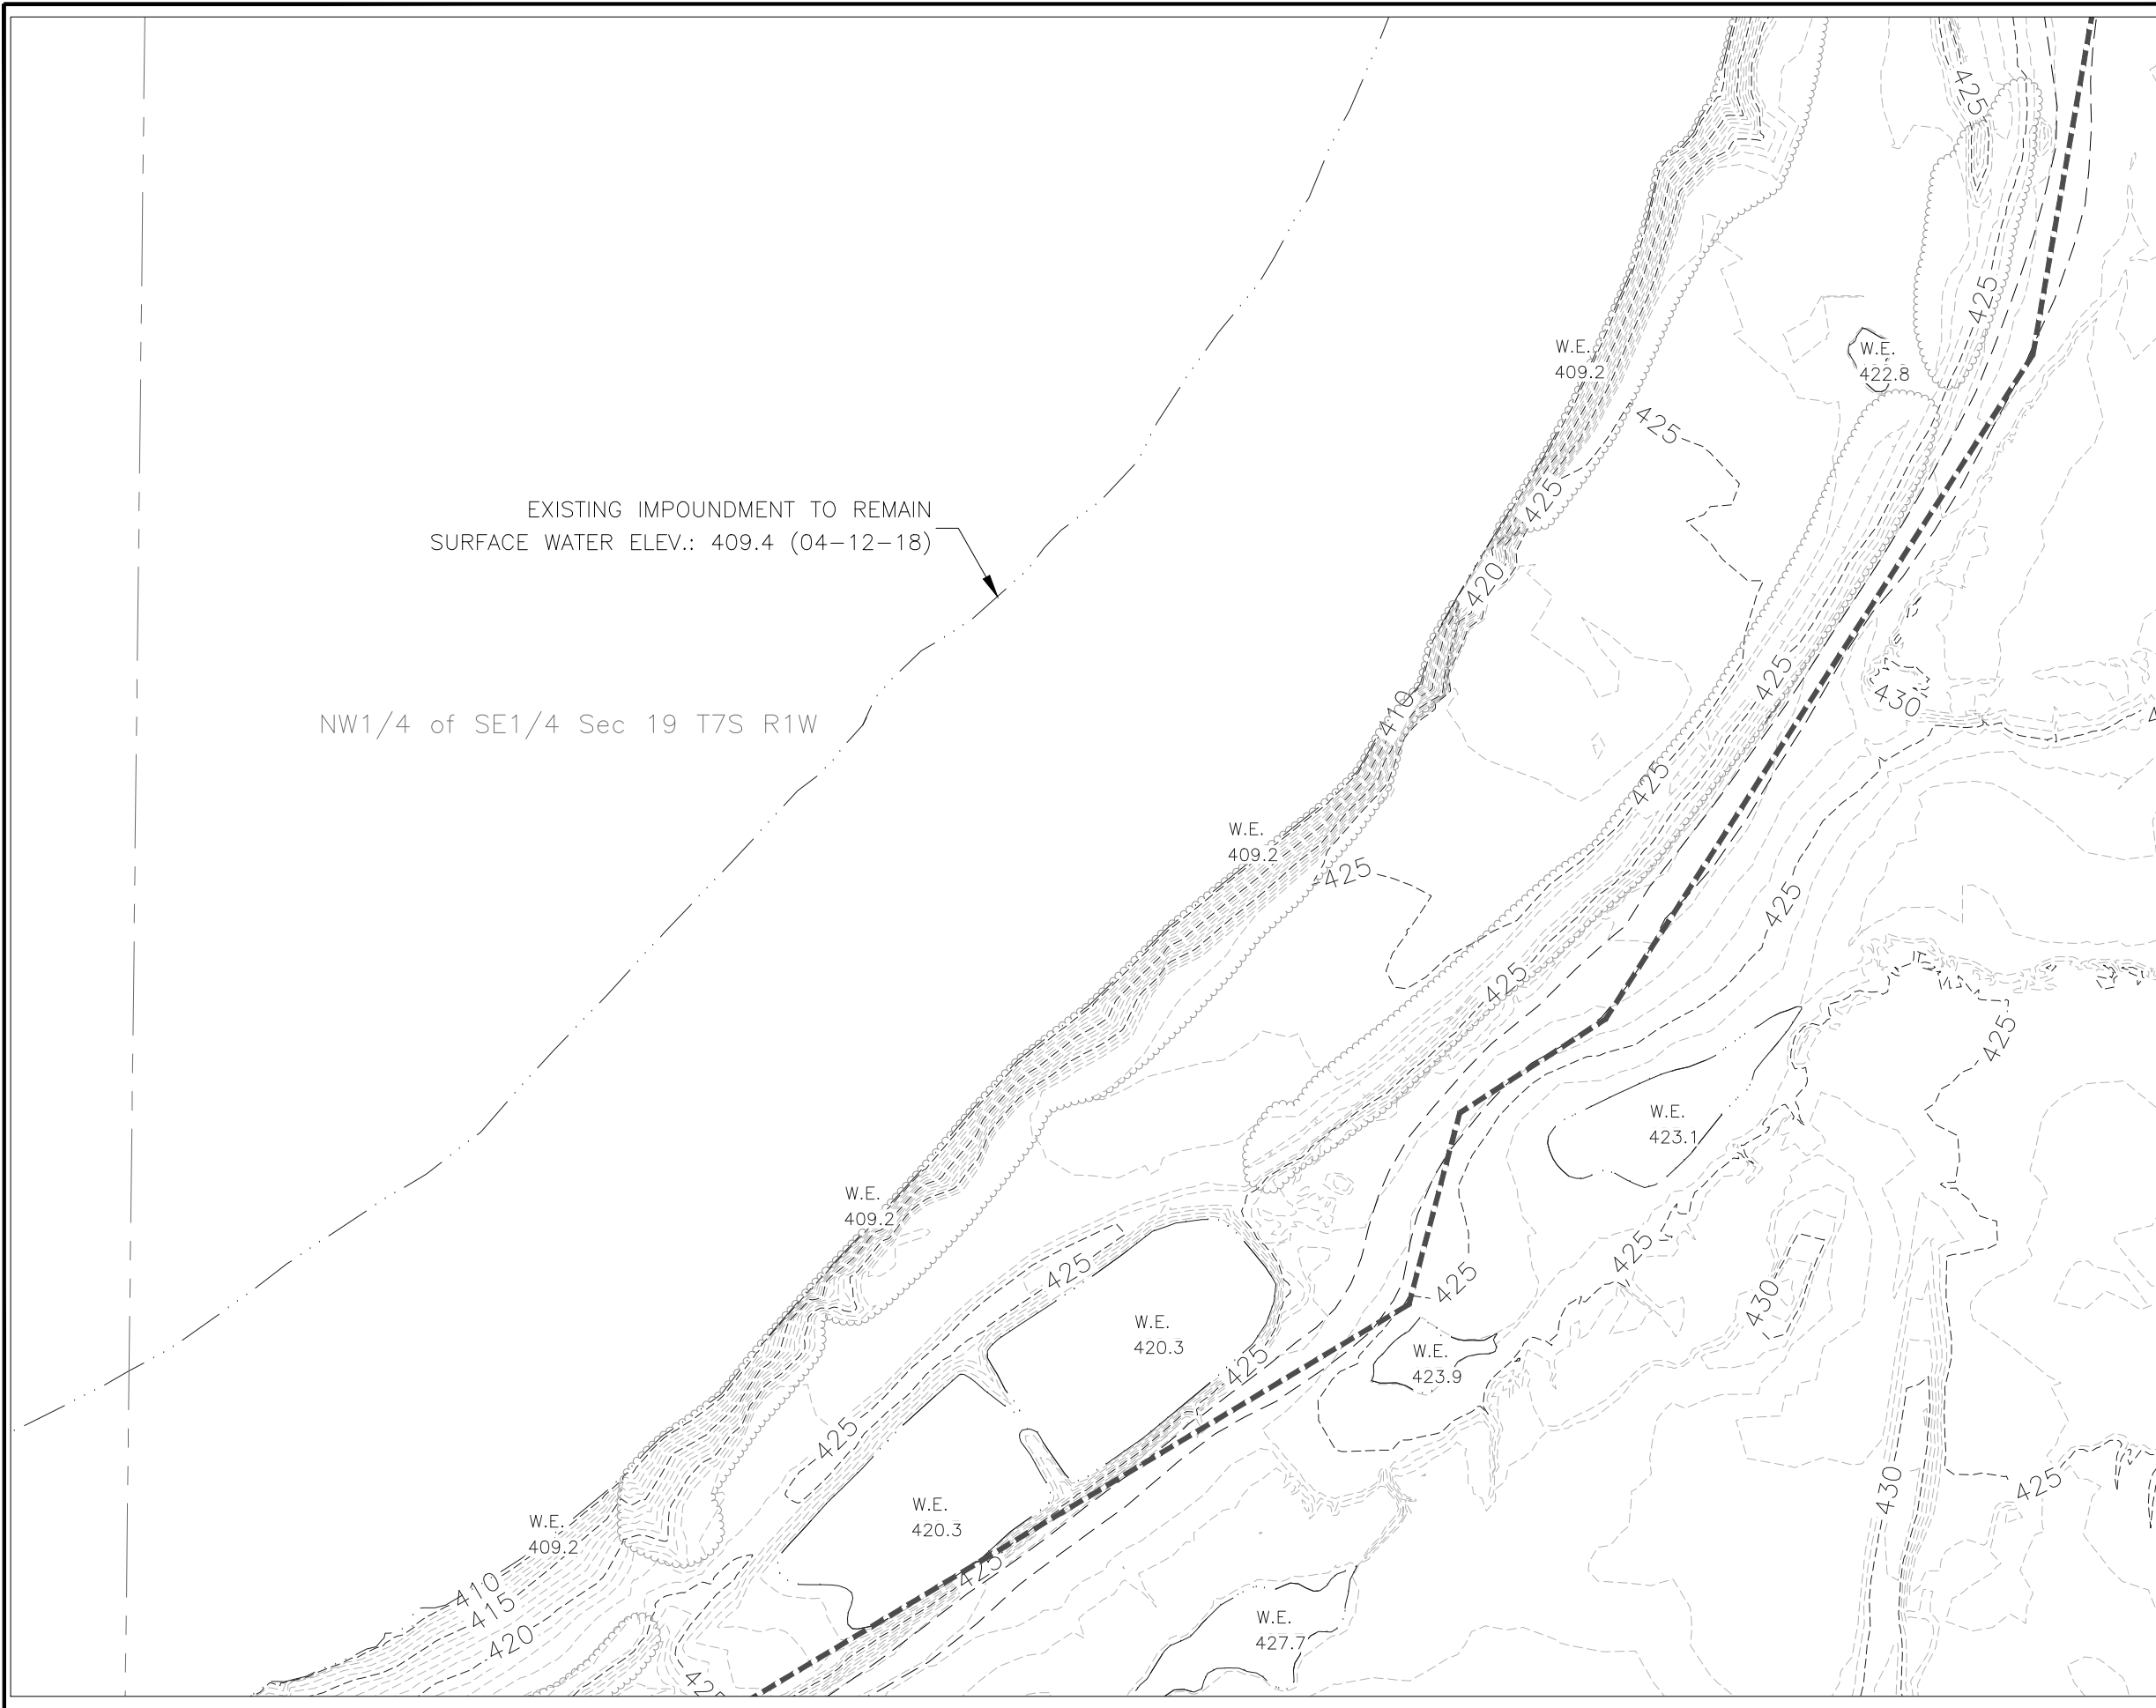 425
425
W.E.
409.2
W.E.
422.8
425
425
EXISTING IMPOUNDMENT TO REMAIN
SURFACE WATER ELEV.: 409.4 (04-12-18)
420
425
430
410
NW1/4 of SE1/4 Sec 19 T7S R1W
425
W.E.
409.2
425
425
425
425
W.E.
423.1
W.E.
409.2
425
425
425
430
W.E.
420.3
425
W.E.
423.9
425
430
425
W.E.
420.3
W.E.
409.2
425
410
415
420
W.E.
427.7